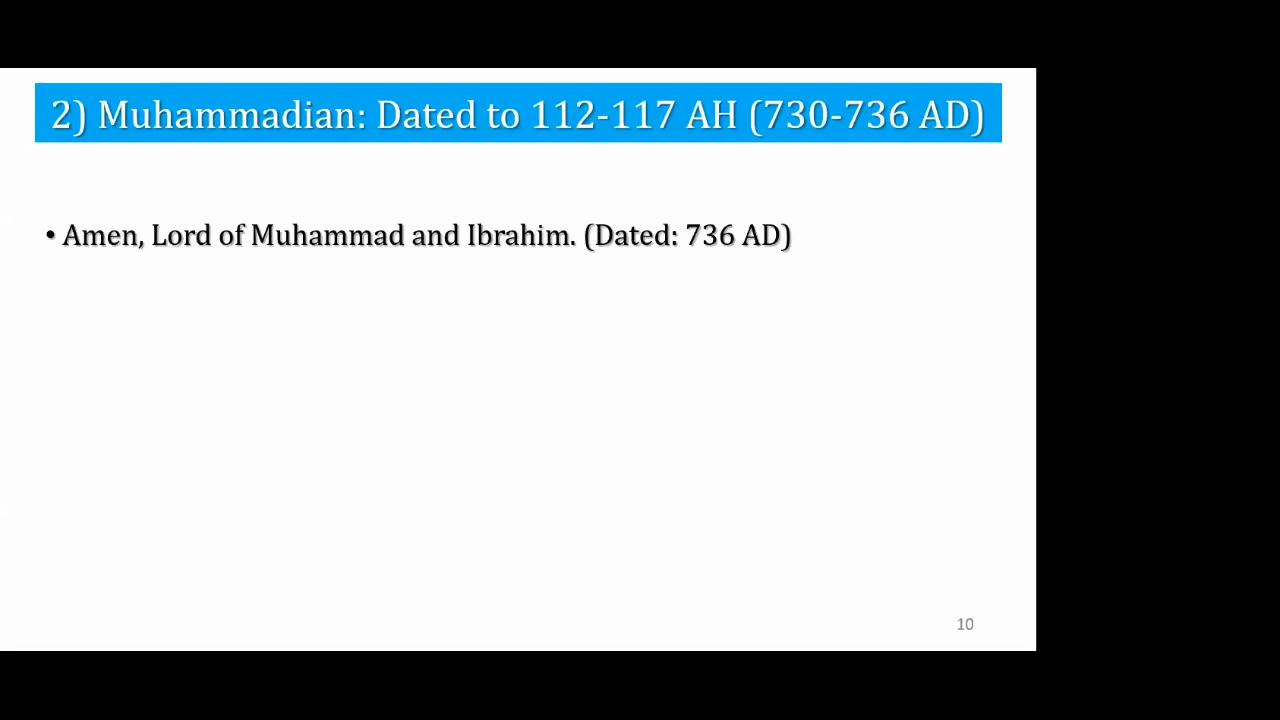 2) Muhammadian: Dated to 112-117 AH (730-736 AD)
• Amen, Lord of Muhammad and Ibrahim. (Dated: 736 AD)
10